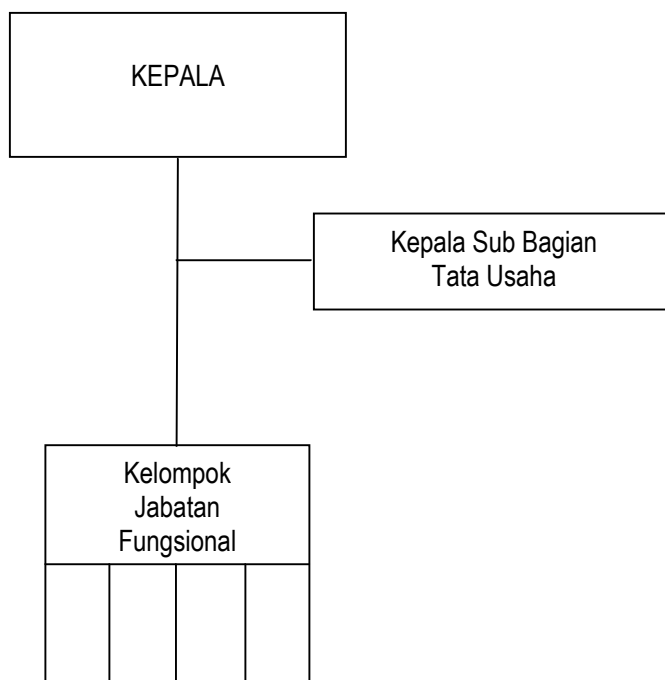 KEPALA
Kepala Sub Bagian
Tata Usaha
Kelompok
Jabatan
Fungsional